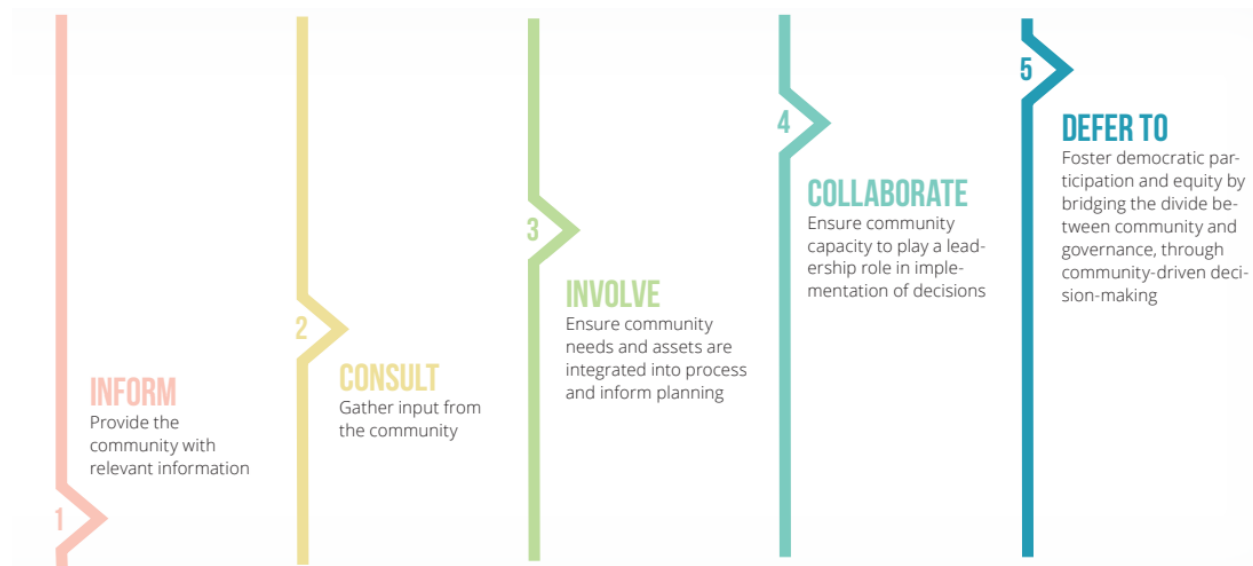 1
INFORM
Provide the
community with
relevant information
2
CONSULT
Gather input from
the community
3
INVOLVE
Ensure community
needs and assets are
integrated into process
and inform planning
4
COLLABORATE
Ensure community
capacity to play a lead-
ership role in imple-
mentation of decisions
5
DEFER TO
Foster democratic par-
ticipation and equity by
bridging the divide be-
tween community and
governance, through
community-driven deci-
sion-making